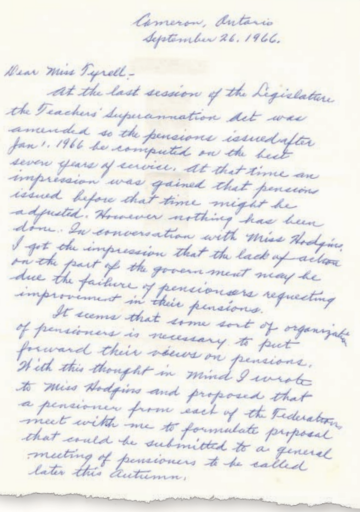 Cameron, Ontario
September 26, 1966.
Dear Miss Tyrell,-
At the last session of the Legislature
the Teachers' Superannation Act was
amended so the pensions issued after
Jan 1. 1966 be computed on the best
seven years of service. At that time an
impression was gained that pensions
issued before that time might be
adjusted. However nothing has been
done. In conversation with Miss Hodgins,
I got the impression that the lack of action
on the part of the government may be
due the failure of pensioners requesting
improvement in their pensions.
It seems that some sort of organization
of pensioners is necessary to put
forward their views on pensions.
With this thought in mind I wrote
to Miss Hodgins and proposed that
a pensioner from each of the Federations
meet with me to formulate proposal
that could be submitted to a general
meeting of pensioners to be called
later this Autumn.